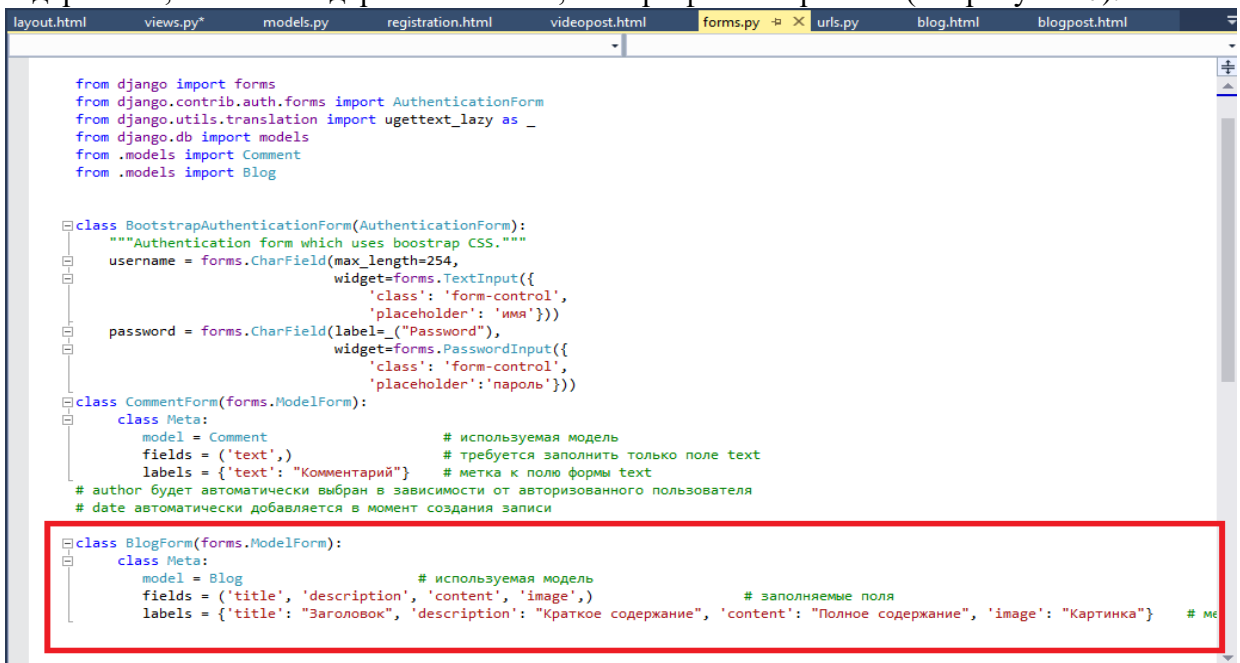 layout.html views.py* models.py registration.html videopost.html forms.py urls.py blog.html blogpost.html
from django import forms
from django.contrib.auth.forms import AuthenticationForm
from django.utils.translation import ugettext_lazy as _
from django.db import models
from .models import Comment
from .models import Blog
class BootstrapAuthenticationForm(AuthenticationForm):
"""Authentication form which uses boostrap CSS."""
username = forms.CharField(max_length=254,
widget=forms.TextInput({
'class': 'form-control',
'placeholder': 'имя'}))
password = forms.CharField(label=_("Password"),
widget=forms.PasswordInput({
'class': 'form-control',
'placeholder':'пароль'}))
class CommentForm(forms.ModelForm):
class Meta:
model = Comment # используемая модель
fields = ('text',) # требуется заполнить только поле text
labels = {'text': "Комментарий"} # метка к полю формы text
# author будет автоматически выбран в зависимости от авторизованного пользователя
# date автоматически добавляется в момент создания записи
class BlogForm(forms.ModelForm):
class Meta:
model = Blog # используемая модель
fields = ('title', 'description', 'content', 'image',) # заполняемые поля
labels = {'title': "Заголовок", 'description': "Краткое содержание", 'content': "Полное содержание", 'image': "Картинка"} # ме